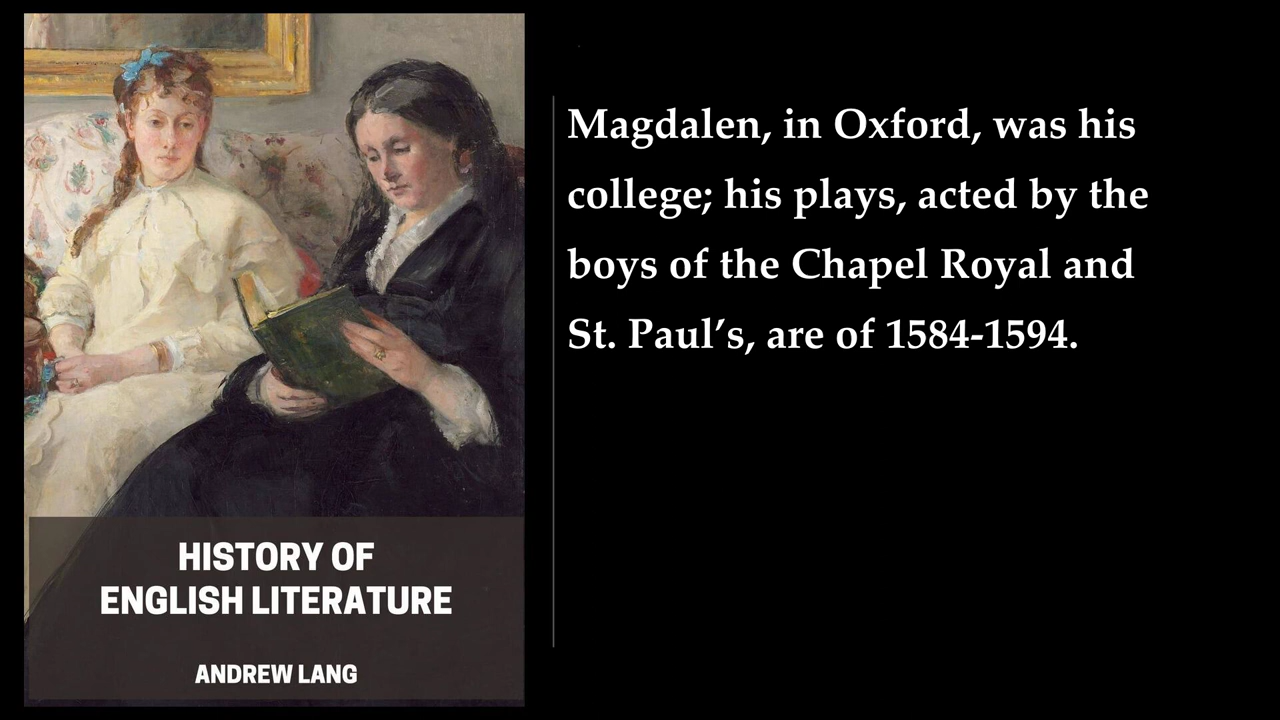 HISTORY OF
ENGLISH LITERATURE
ANDREW LANG
Magdalen, in Oxford, was his
college; his plays, acted by the
boys of the Chapel Royal and
St. Paul’s, are of 1584-1594.